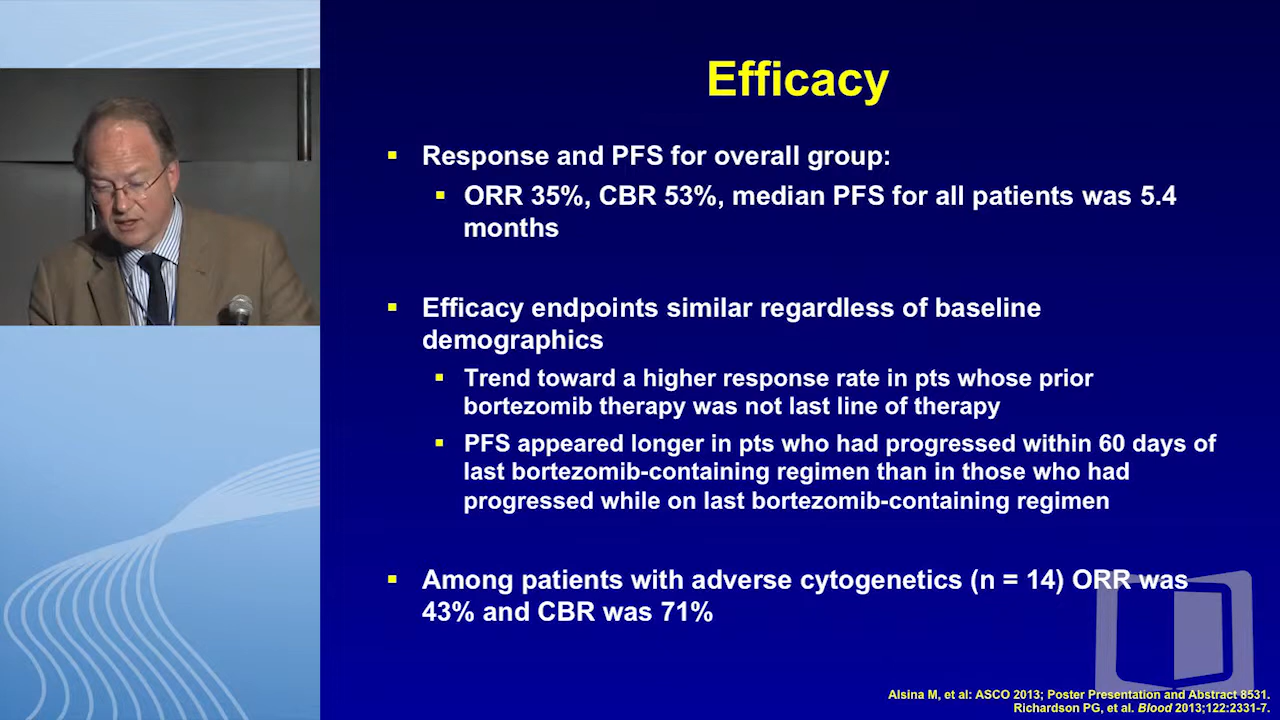 Efficacy
▪ Response and PFS for overall group:
▪ ORR 35%, CBR 53%, median PFS for all patients was 5.4
months
▪ Efficacy endpoints similar regardless of baseline
demographics
▪ Trend toward a higher response rate in pts whose prior
bortezomib therapy was not last line of therapy
▪ PFS appeared longer in pts who had progressed within 60 days of
last bortezomib-containing regimen than in those who had
progressed while on last bortezomib-containing regimen
▪ Among patients with adverse cytogenetics (n = 14) ORR was
43% and CBR was 71%
Alsina M, et al: ASCO 2013; Poster Presentation and Abstract 8531.
Richardson PG, et al. Blood 2013;122:2331-7.